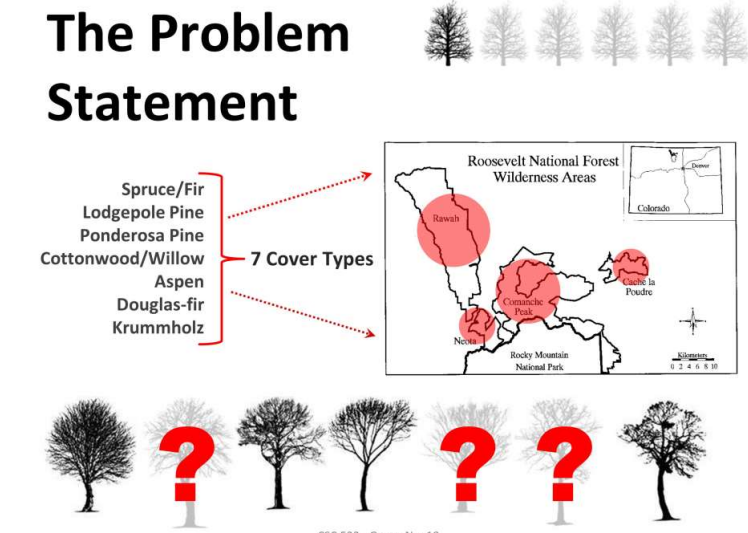 The Problem
Statement
Spruce/Fir
Lodgepole Pine
Ponderosa Pine
Cottonwood/Willow
Aspen
Douglas-fir
Krummholz
7 Cover Types
Roosevelt National Forest
Wilderness Areas
Denver
Colorado
Rawah
Cache la
Poudre
Comanche
Peak
Neota
Rocky Mountain
National Park
Kilometers
0 2 4 6 8 10
? ? ?